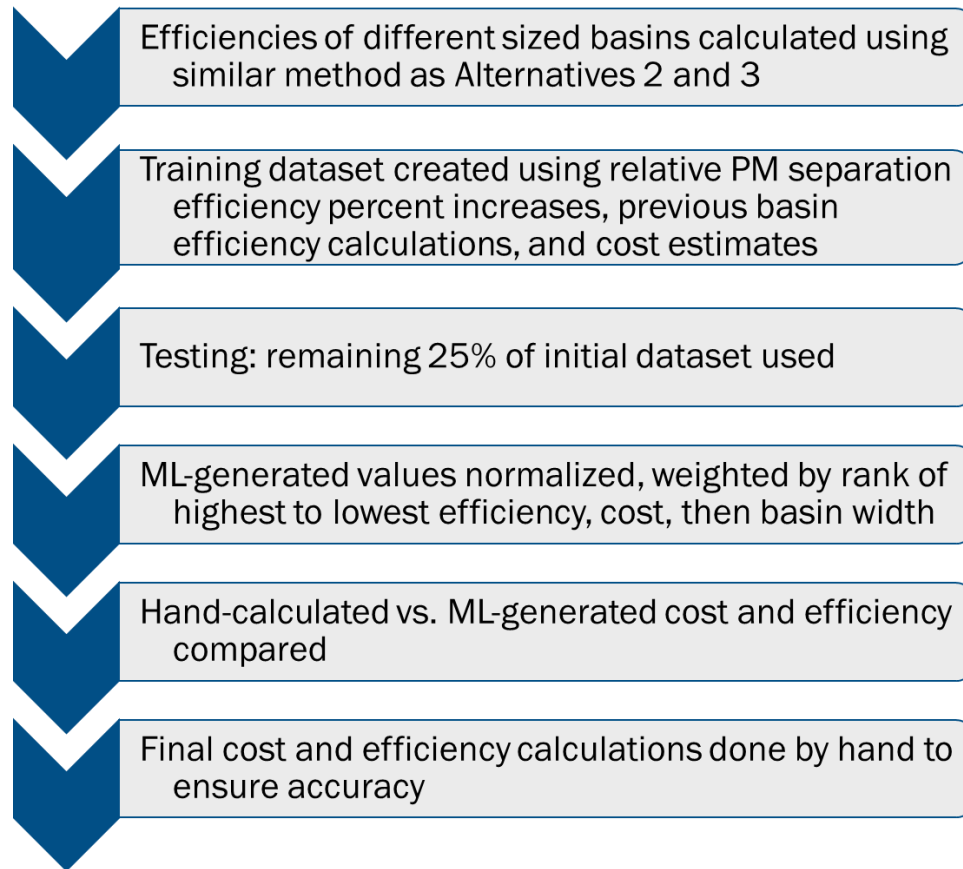 Efficiencies of different sized basins calculated using
similar method as Alternatives 2 and 3
Training dataset created using relative PM separation
efficiency percent increases, previous basin
efficiency calculations, and cost estimates
Testing: remaining 25% of initial dataset used
ML-generated values normalized, weighted by rank of
highest to lowest efficiency, cost, then basin width
Hand-calculated vs. ML-generated cost and efficiency
compared
Final cost and efficiency calculations done by hand to
ensure accuracy